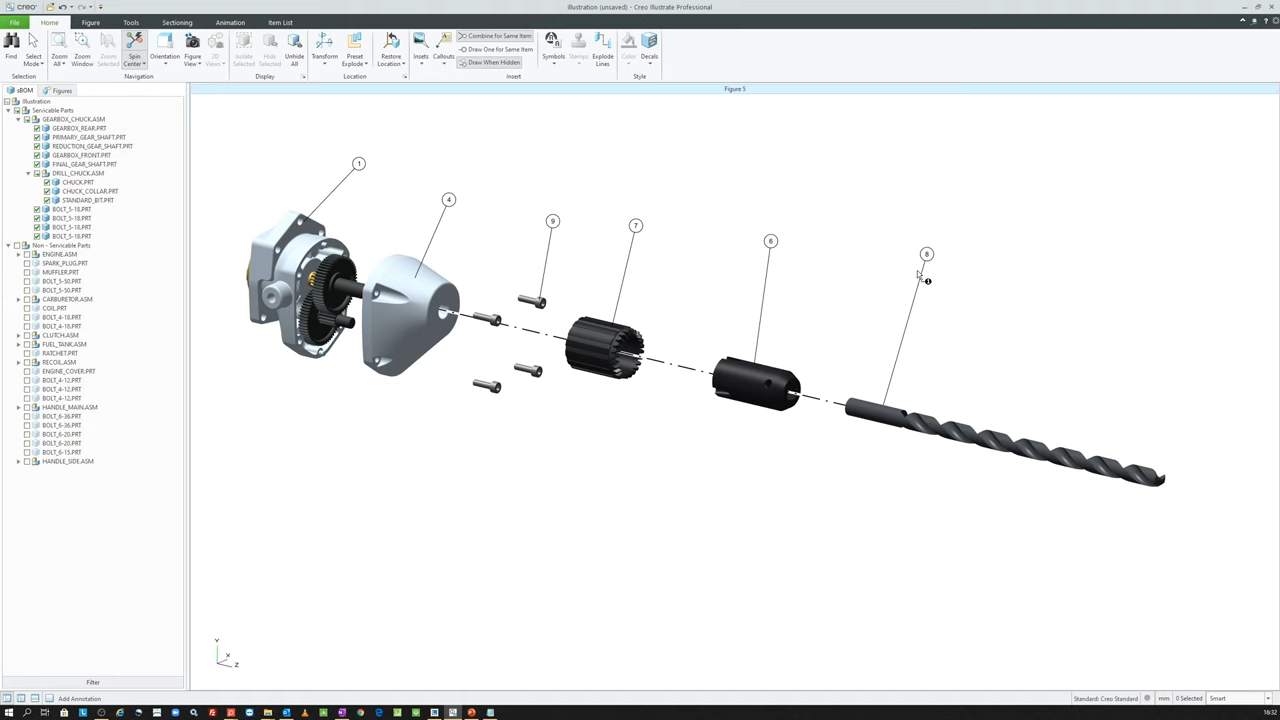 creo
Illustration (unsaved) - Creo Illustrate Professional
File Home Figure Tools Sectioning Animation Item List
Find
Select Mode
Selection
Zoom All
Zoom Window
Zoom Selected
Spin Center
Orientation
Figure View
2D Views
Navigation
Isolate Selected
Hide Selected
Unhide All
Display
Transform
Preset Explode
Restore Location
Location
Insets
Callouts
Combine for Same Item
Draw One for Same Item
Draw When Hidden
Symbols
Stamps
Explode Lines
Insert
Color
Decals
Style
sBOM Figures
Figure 5
Illustration
Servicable Parts
GEARBOX_CHUCK.ASM
GEARBOX_REAR.PRT
PRIMARY_GEAR_SHAFT.PRT
REDUCTION_GEAR_SHAFT.PRT
GEARBOX_FRONT.PRT
FINAL_GEAR_SHAFT.PRT
DRILL_CHUCK.ASM
CHUCK.PRT
CHUCK_COLLAR.PRT
STANDARD_BIT.PRT
BOLT_5-18.PRT
BOLT_5-18.PRT
BOLT_5-18.PRT
BOLT_5-18.PRT
Non - Servicable Parts
ENGINE.ASM
SPARK_PLUG.PRT
MUFFLER.PRT
BOLT_5-50.PRT
BOLT_5-50.PRT
CARBURETOR.ASM
COIL.PRT
BOLT_4-18.PRT
BOLT_4-18.PRT
CLUTCH.ASM
FUEL_TANK.ASM
RATCHET.PRT
RECOIL.ASM
ENGINE_COVER.PRT
BOLT_4-12.PRT
BOLT_4-12.PRT
BOLT_4-12.PRT
HANDLE_MAIN.ASM
BOLT_6-36.PRT
BOLT_6-36.PRT
BOLT_6-20.PRT
BOLT_6-20.PRT
BOLT_6-15.PRT
HANDLE_SIDE.ASM
1
4
9
7
6
8
Y
X
Z
Filter
Add Annotation
Standard: Creo Standard
mm
0 Selected
Smart
16:32